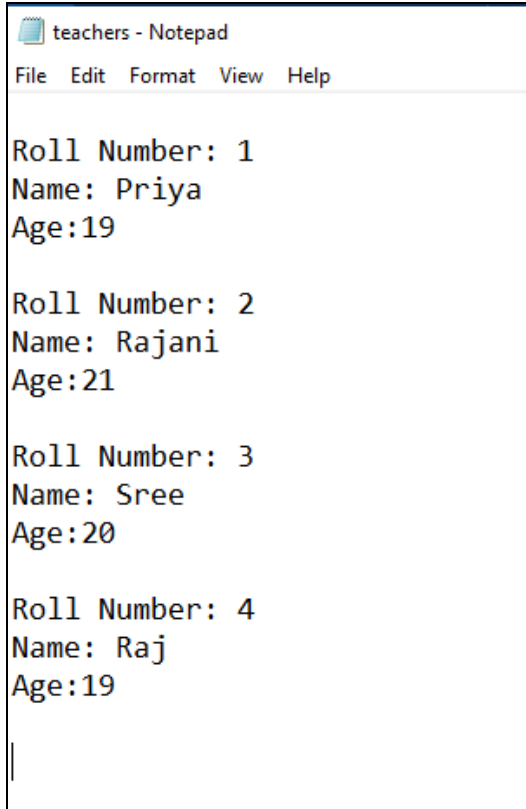 teachers - Notepad
File Edit Format View Help
Roll Number: 1
Name: Priya
Age:19
Roll Number: 2
Name: Rajani
Age:21
Roll Number: 3
Name: Sree
Age:20
Roll Number: 4
Name: Raj
Age:19